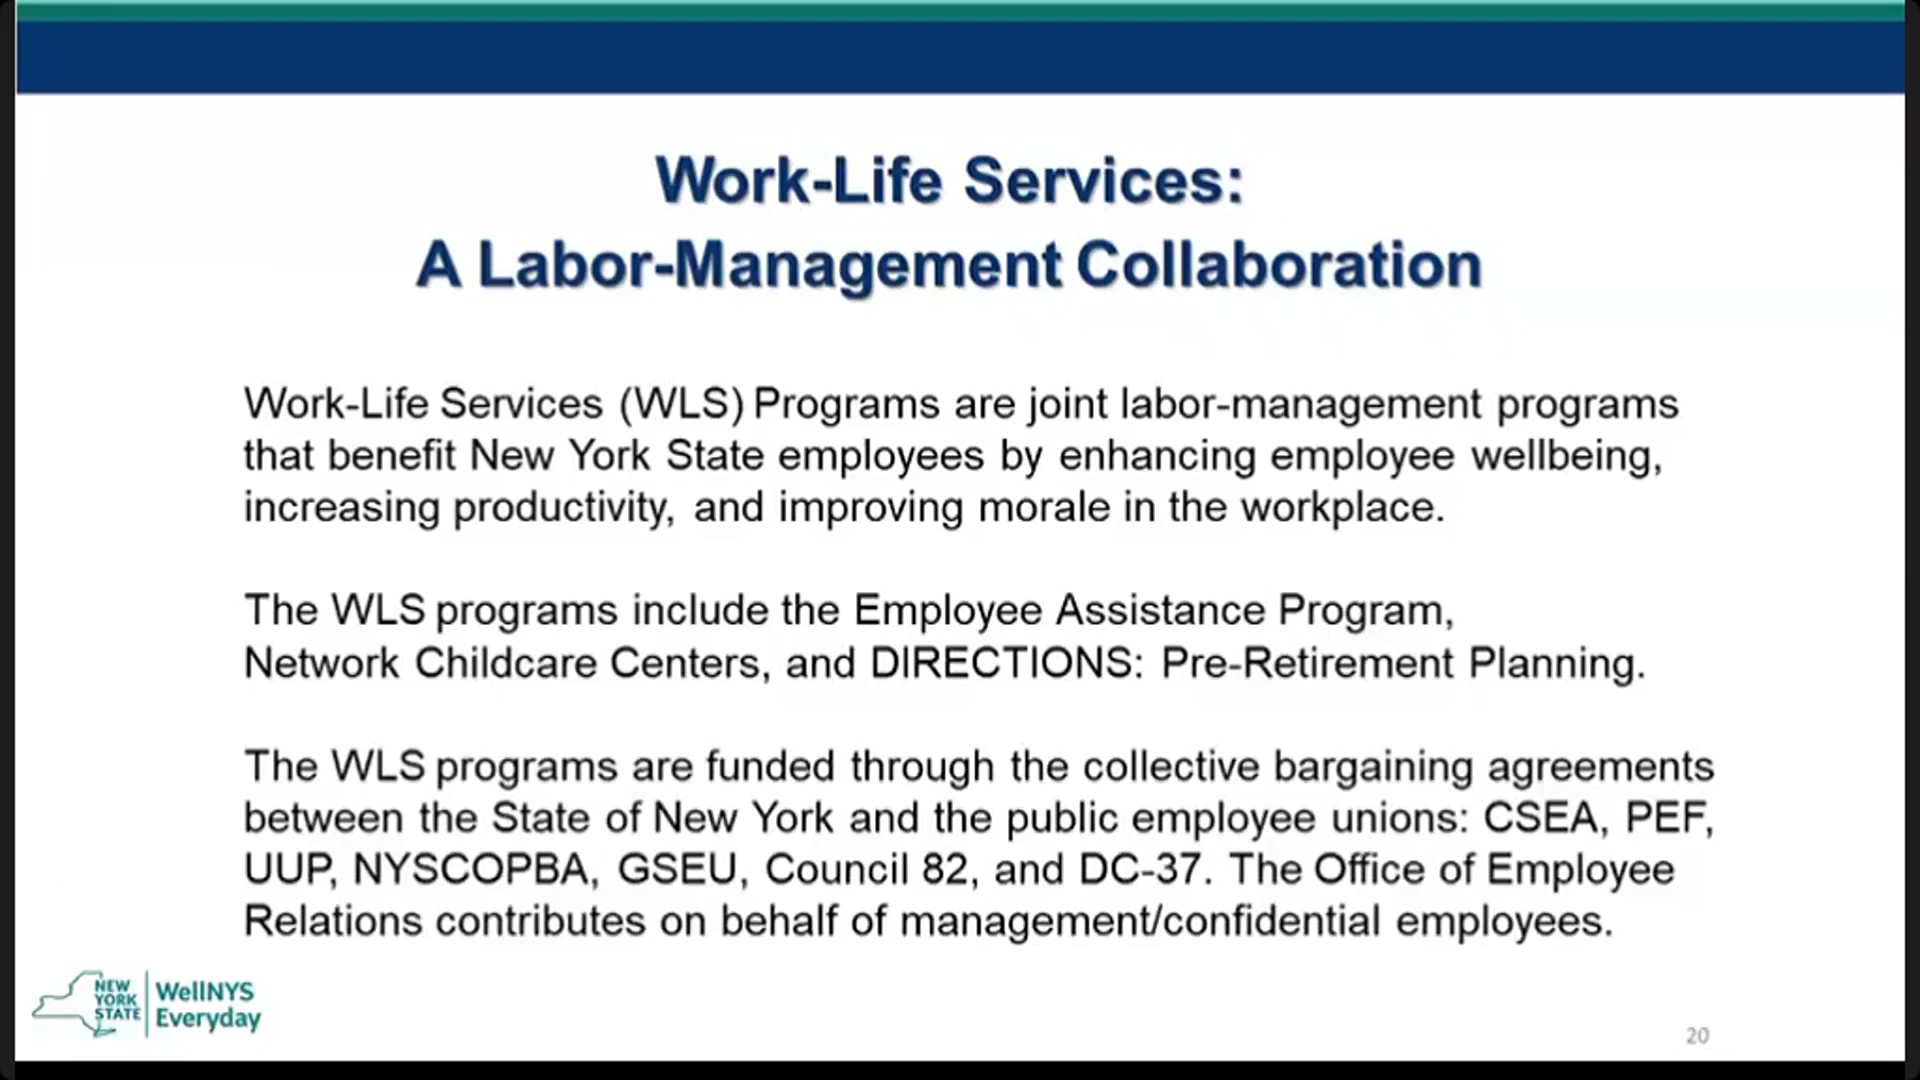 Work-Life Services:
A Labor-Management Collaboration
Work-Life Services (WLS) Programs are joint labor-management programs
that benefit New York State employees by enhancing employee wellbeing,
increasing productivity, and improving morale in the workplace.
The WLS programs include the Employee Assistance Program,
Network Childcare Centers, and DIRECTIONS: Pre-Retirement Planning.
The WLS programs are funded through the collective bargaining agreements
between the State of New York and the public employee unions: CSEA, PEF,
UUP, NYSCOPBA, GSEU, Council 82, and DC-37. The Office of Employee
Relations contributes on behalf of management/confidential employees.
NEW
YORK
STATE
WellNYS
Everyday
20